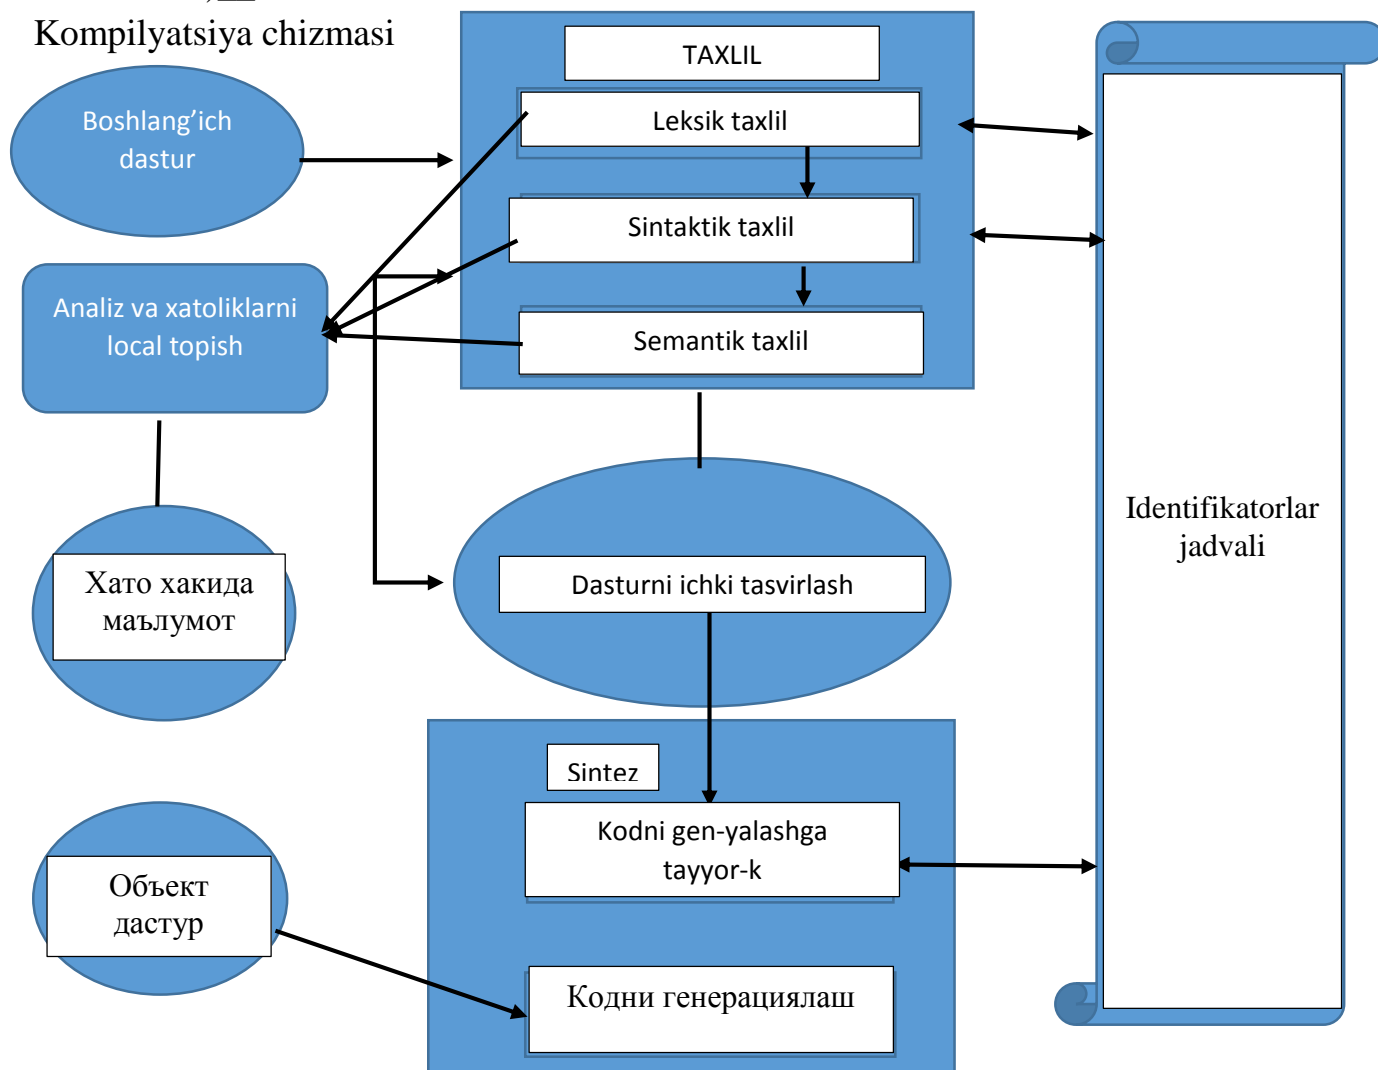 Kompilyatsiya chizmasi
TAXLIL
Boshlang’ich
dastur
Leksik taxlil
Sintaktik taxlil
Analiz va xatoliklarni
local topish
Semantik taxlil
Identifikatorlar
jadvali
Хато хакида
маълумот
Dasturni ichki tasvirlash
Sintez
Kodni gen-yalashga
tayyor-k
Объект
дастур
Кодни генерациялаш